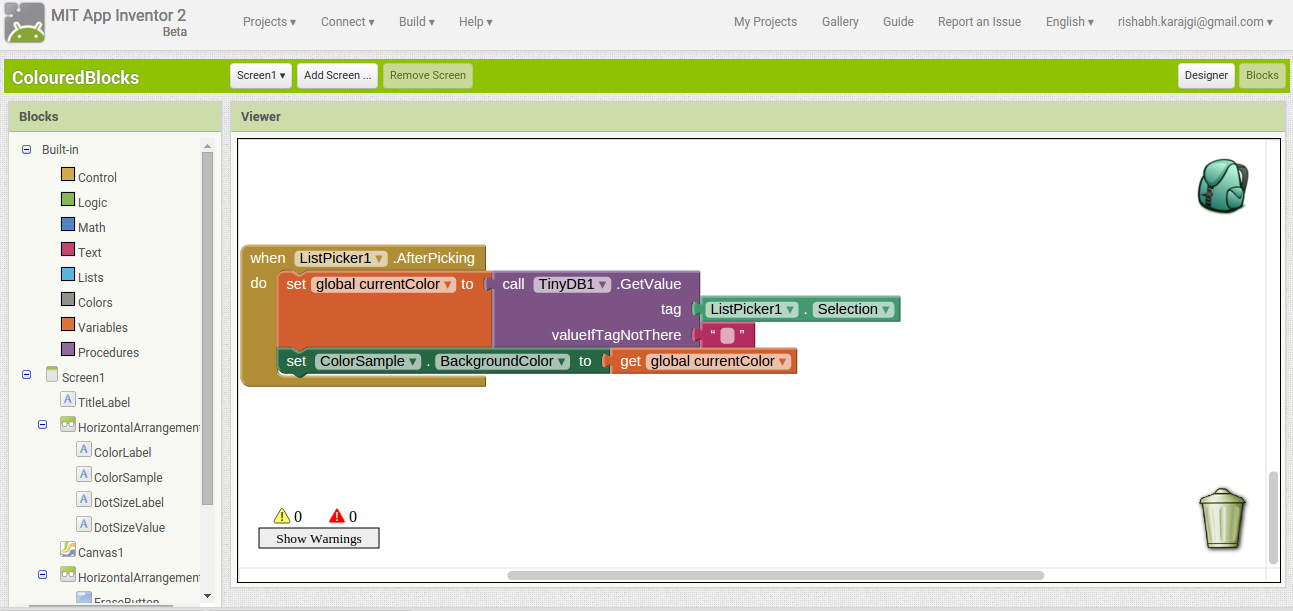 MIT App Inventor 2
Beta
Projects ▾ Connect ▾ Build ▾ Help ▾ My Projects Gallery Guide Report an Issue English ▾ rishabh.karajgi@gmail.com ▾
ColouredBlocks Screen1 ▾ Add Screen ... Remove Screen Designer Blocks
Blocks
Built-in
Control
Logic
Math
Text
Lists
Colors
Variables
Procedures
Screen1
TitleLabel
HorizontalArrangemen
ColorLabel
ColorSample
DotSizeLabel
DotSizeValue
Canvas1
HorizontalArrangemen
EraseButton
Viewer
when ListPicker1 ▾ .AfterPicking
do set global currentColor ▾ to call TinyDB1 ▾ .GetValue
tag ListPicker1 ▾ . Selection ▾
valueIfTagNotThere “ ”
set ColorSample ▾ . BackgroundColor ▾ to get global currentColor ▾
0 0
Show Warnings